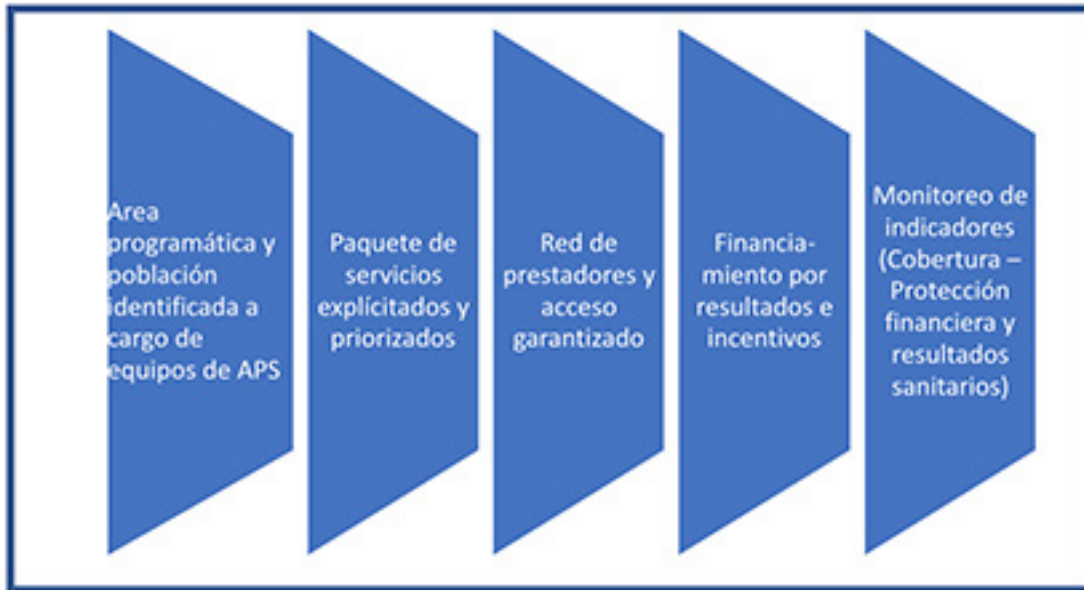 Area
programática y
población
identificada a
cargo de
equipos de APS
Paquete de
servicios
explícitados y
priorizados
Red de
prestadores y
acceso
garantizado
Financia-
miento por
resultados e
incentivos
Monitoreo de
indicadores
(Cobertura –
Protección
financiera y
resultados
sanitarios)